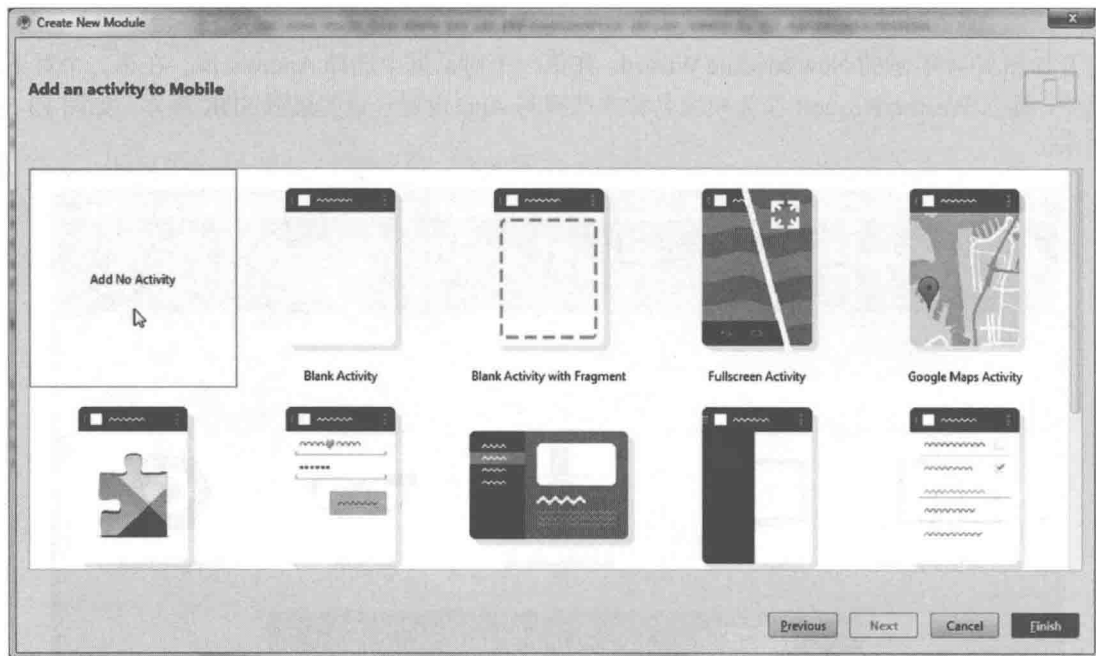 Create New Module
Add an activity to Mobile
Add No Activity
Blank Activity
Blank Activity with Fragment
Fullscreen Activity
Google Maps Activity
Previous
Next
Cancel
Finish